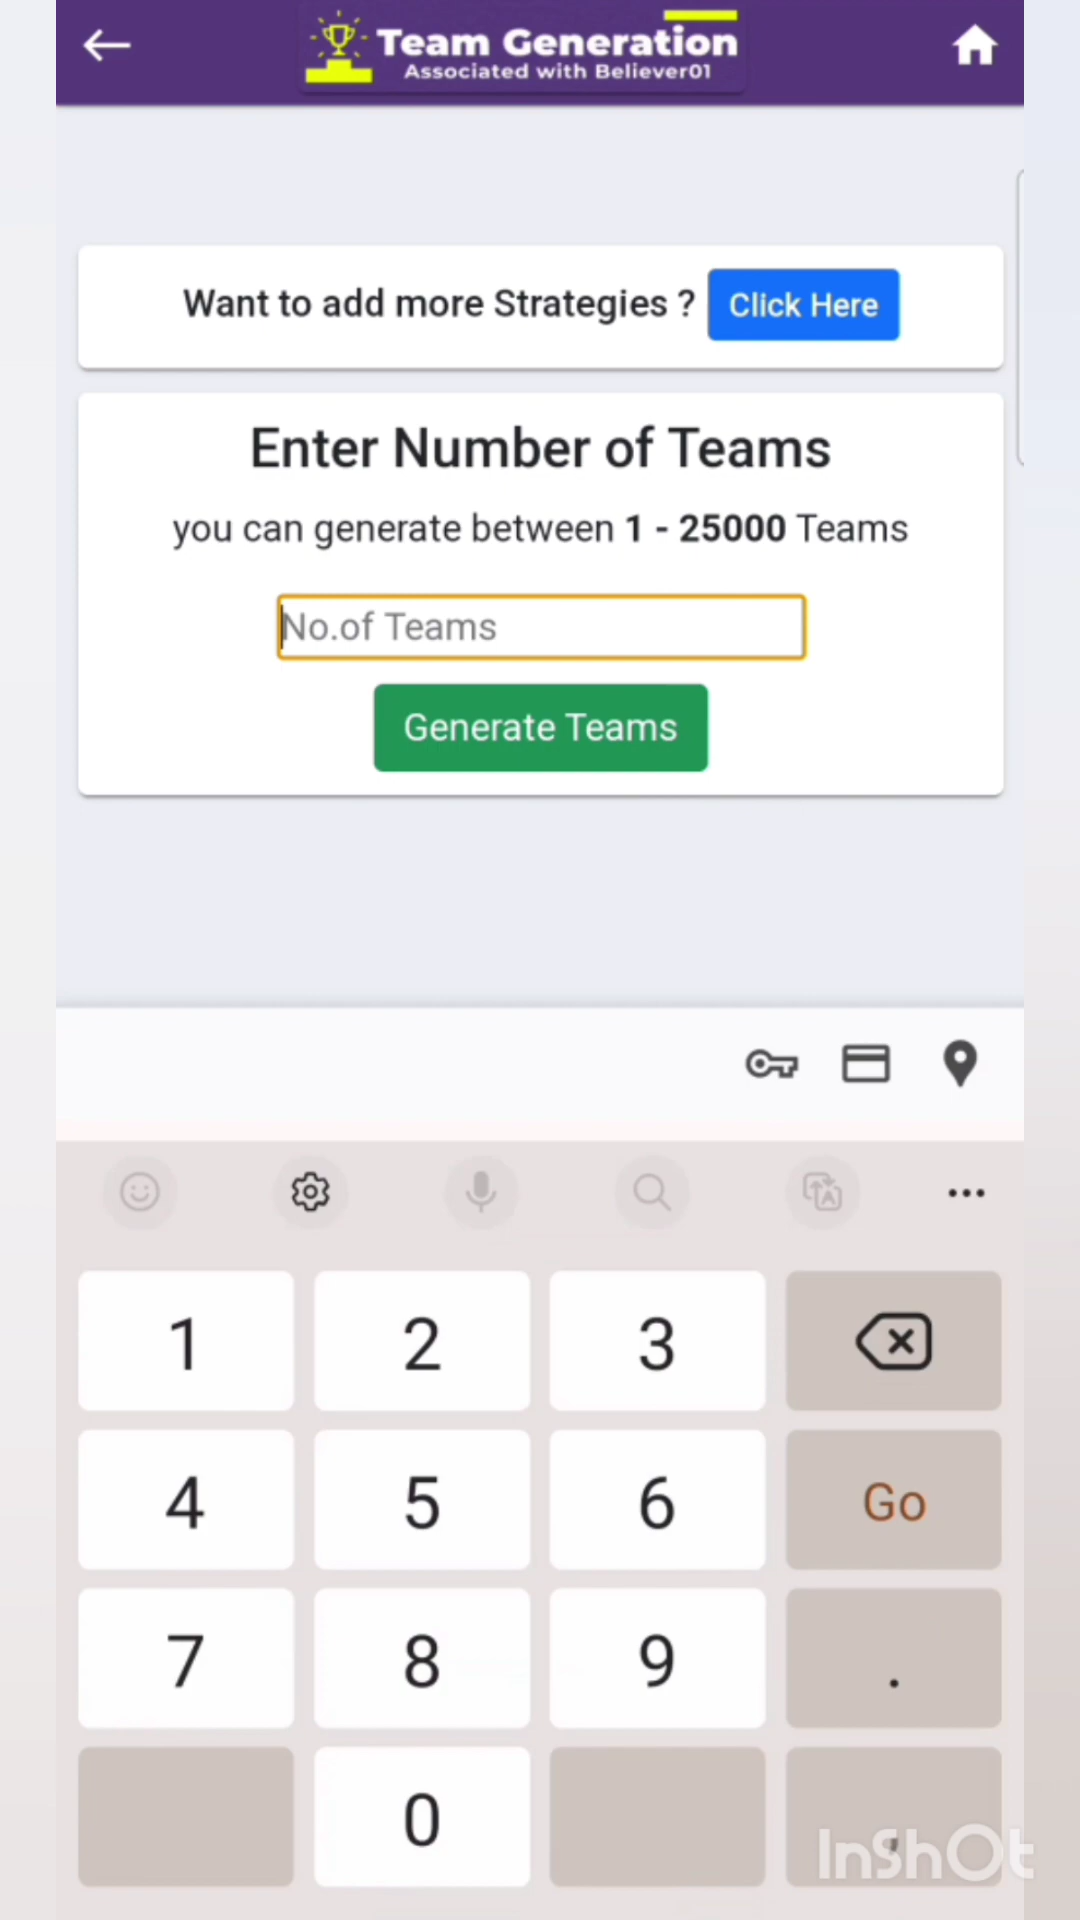 Team Generation
Associated with Believer01
Want to add more Strategies ? Click Here
Enter Number of Teams
you can generate between 1 - 25000 Teams
No.of Teams
Generate Teams
1 2 3
4 5 6 Go
7 8 9 .
0 ,
InShOt